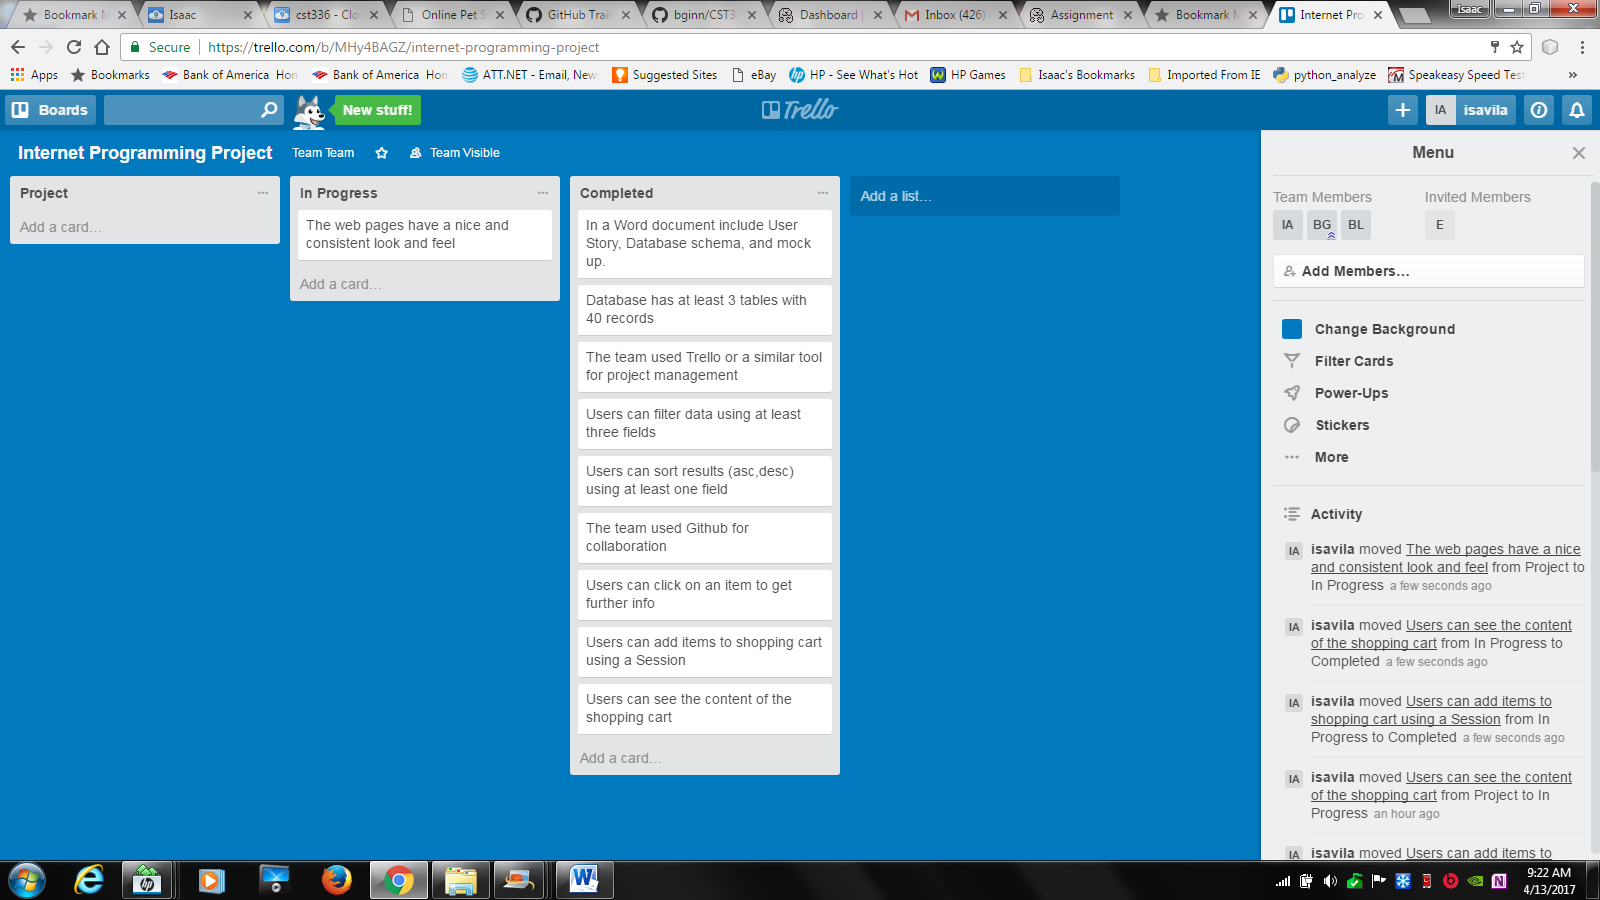 Bookmark M
Isaac
cst336 - Clo
Online Pet S
GitHub Train
bginn/CST33
Dashboard
Inbox (426)
Assignment
Bookmark M
Internet Pro
Isaac
Secure
https://trello.com/b/MHy4BAGZ/internet-programming-project
Apps
Bookmarks
Bank of America Hom
Bank of America Hom
ATT.NET - Email, New
Suggested Sites
eBay
HP - See What's Hot
HP Games
Isaac's Bookmarks
Imported From IE
python_analyze
Speakeasy Speed Test
»
Boards
New stuff!
Trello
IA
isavila
Internet Programming Project
Team Team
Team Visible
Project
Add a card...
In Progress
The web pages have a nice and
consistent look and feel
Add a card...
Completed
In a Word document include User
Story, Database schema, and mock
up.
Database has at least 3 tables with
40 records
The team used Trello or a similar tool
for project management
Users can filter data using at least
three fields
Users can sort results (asc,desc)
using at least one field
The team used Github for
collaboration
Users can click on an item to get
further info
Users can add items to shopping cart
using a Session
Users can see the content of the
shopping cart
Add a card...
Add a list...
Menu
Team Members
Invited Members
IA
BG
BL
E
Add Members...
Change Background
Filter Cards
Power-Ups
Stickers
More
Activity
IA
isavila moved The web pages have a nice
and consistent look and feel from Project to
In Progress a few seconds ago
IA
isavila moved Users can see the content
of the shopping cart from In Progress to
Completed a few seconds ago
IA
isavila moved Users can add items to
shopping cart using a Session from In
Progress to Completed a few seconds ago
IA
isavila moved Users can see the content
of the shopping cart from Project to In
Progress an hour ago
IA
isavila moved Users can add items to
9:22 AM
4/13/2017